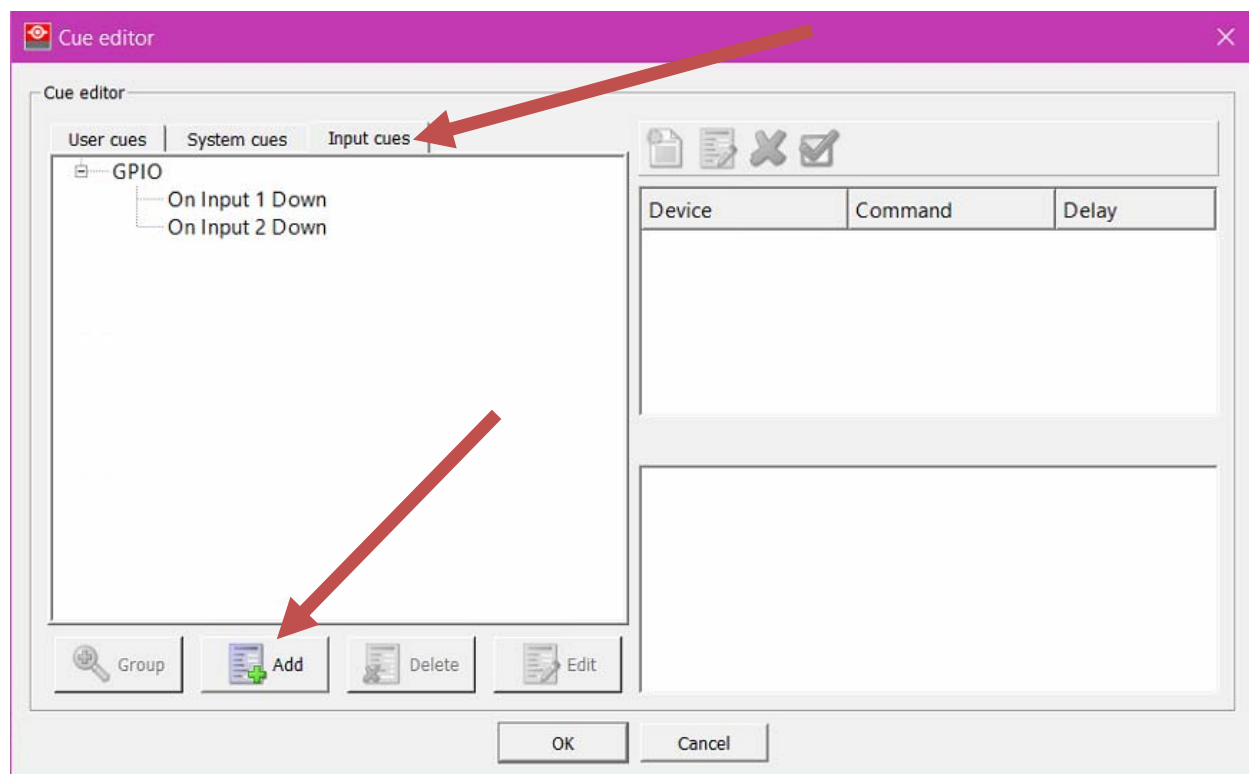 Cue editor
Cue editor
User cues
System cues
Input cues
GPIO
On Input 1 Down
On Input 2 Down
Device
Command
Delay
Group
Add
Delete
Edit
OK
Cancel